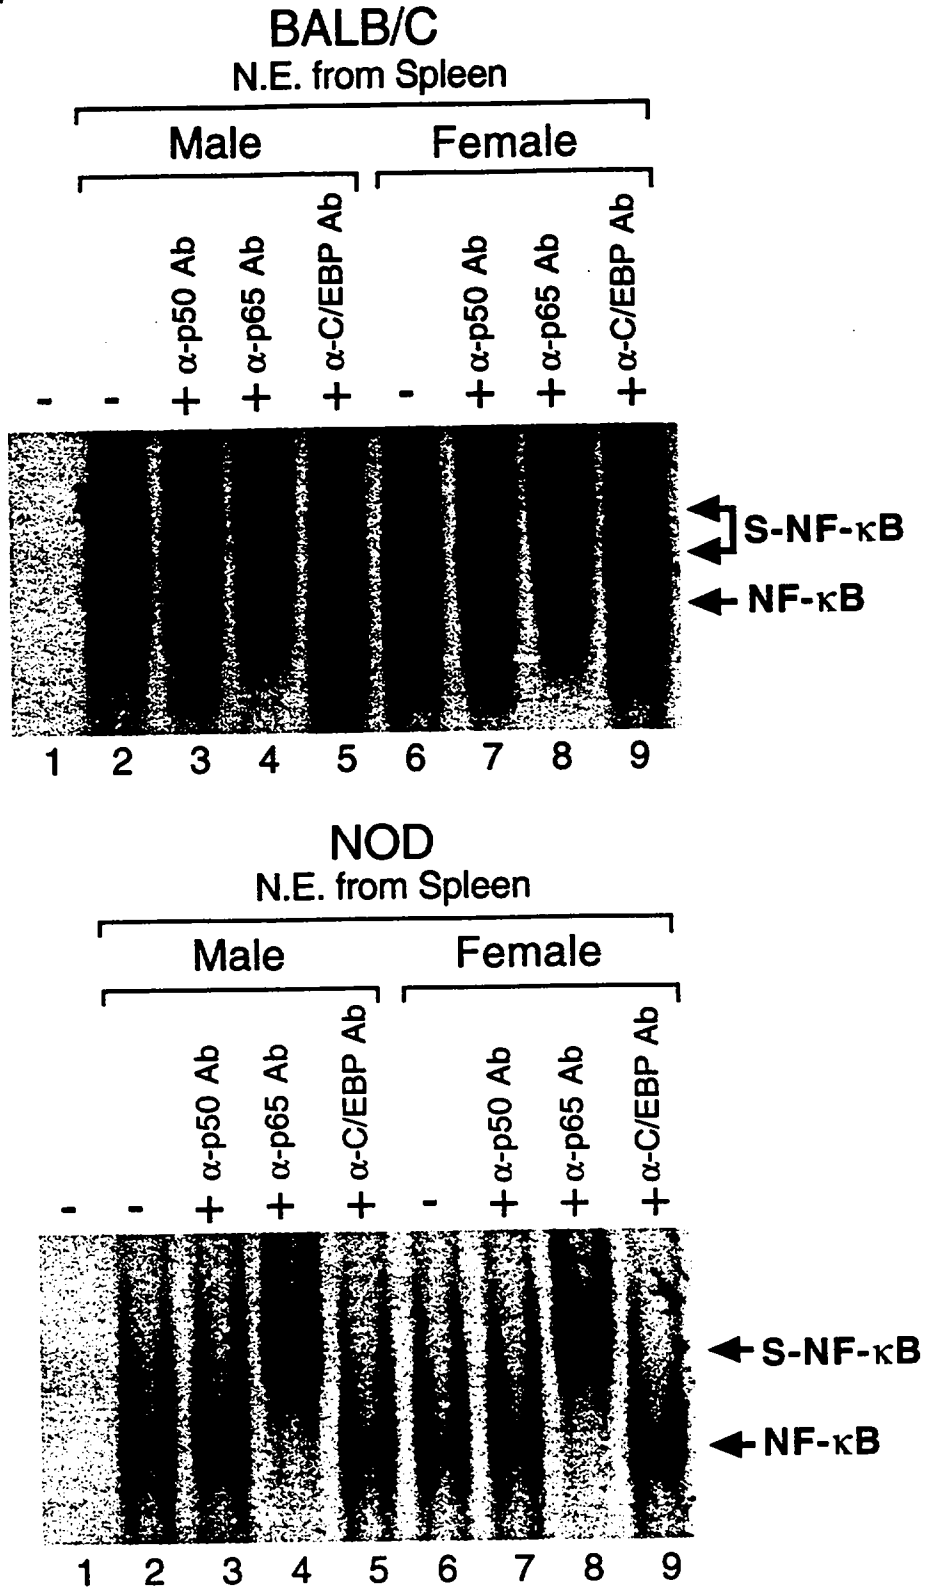 BALB/C
N.E. from Spleen
Male Female
- - + α-p50 Ab + α-p65 Ab + α-C/EBP Ab - + α-p50 Ab + α-p65 Ab + α-C/EBP Ab
S-NF-κB
NF-κB
1 2 3 4 5 6 7 8 9
NOD
N.E. from Spleen
Male Female
- - + α-p50 Ab + α-p65 Ab + α-C/EBP Ab - + α-p50 Ab + α-p65 Ab + α-C/EBP Ab
S-NF-κB
NF-κB
1 2 3 4 5 6 7 8 9